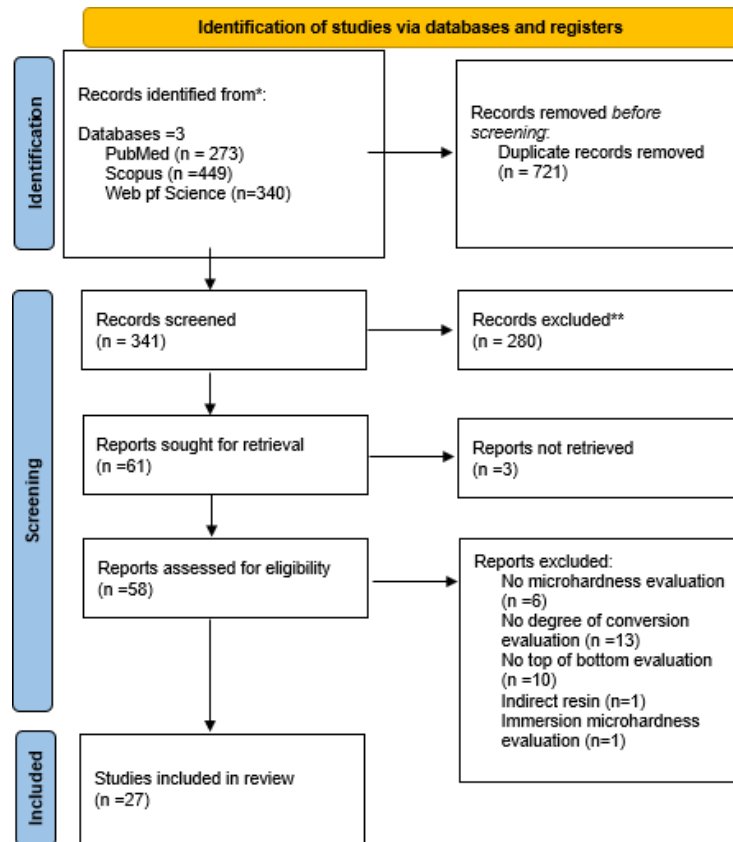 Identification of studies via databases and registers
Identification
Records identified from*:
Databases =3
PubMed (n = 273)
Scopus (n =449)
Web pf Science (n=340)
Records removed before
screening:
Duplicate records removed
(n = 721)
Screening
Records screened
(n = 341)
Records excluded**
(n = 280)
Reports sought for retrieval
(n =61)
Reports not retrieved
(n =3)
Reports assessed for eligibility
(n =58)
Reports excluded:
No microhardness evaluation
(n =6)
No degree of conversion
evaluation (n =13)
No top of bottom evaluation
(n =10)
Indirect resin (n=1)
Immersion microhardness
evaluation (n=1)
Included
Studies included in review
(n =27)